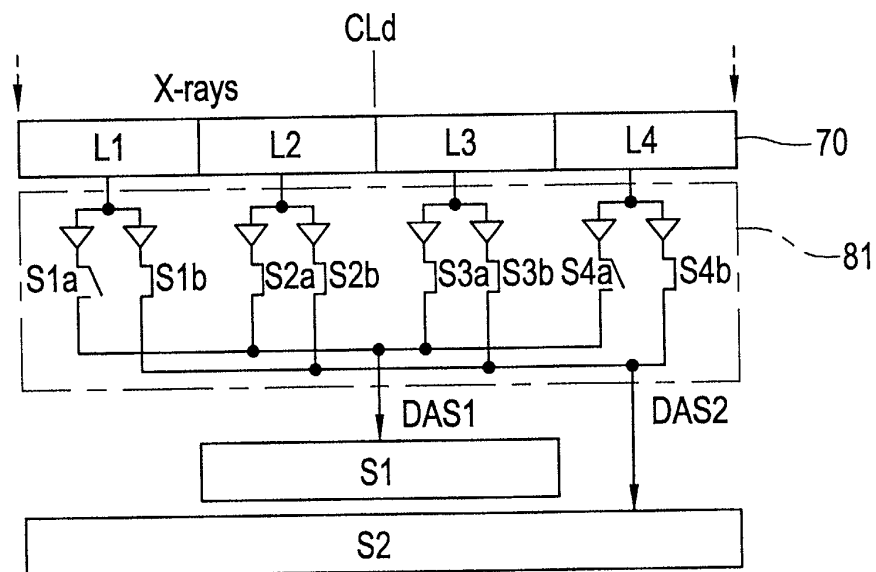 CLd
X-rays
L1 L2 L3 L4 70
S1a S1b S2a S2b S3a S3b S4a S4b 81
DAS1 DAS2
S1
S2